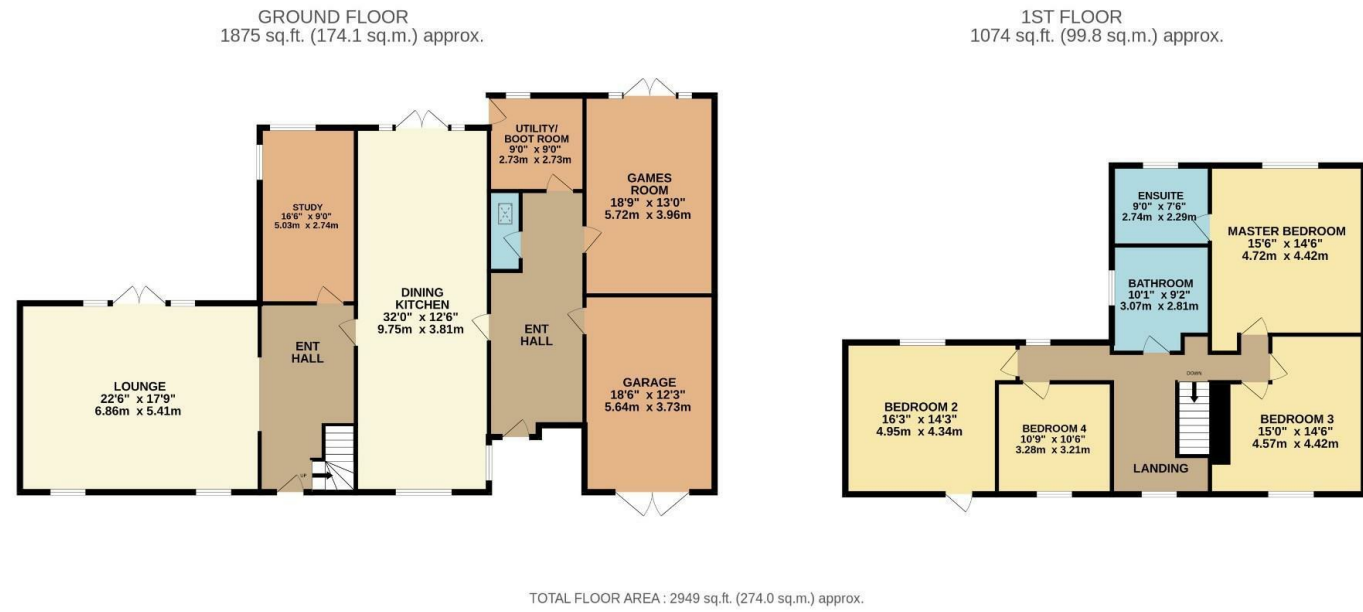 GROUND FLOOR
1875 sq.ft. (174.1 sq.m.) approx.
1ST FLOOR
1074 sq.ft. (99.8 sq.m.) approx.
UTILITY/
BOOT ROOM
9'0" x 9'0"
2.73m x 2.73m
GAMES
ROOM
18'9" x 13'0"
5.72m x 3.96m
STUDY
16'6" x 9'0"
5.03m x 2.74m
DINING
KITCHEN
32'0" x 12'6"
9.75m x 3.81m
ENT
HALL
ENT
HALL
LOUNGE
22'6" x 17'9"
6.86m x 5.41m
GARAGE
18'6" x 12'3"
5.64m x 3.73m
UP
ENSUITE
9'0" x 7'6"
2.74m x 2.29m
MASTER BEDROOM
15'6" x 14'6"
4.72m x 4.42m
BATHROOM
10'1" x 9'2"
3.07m x 2.81m
DOWN
BEDROOM 2
16'3" x 14'3"
4.95m x 4.34m
BEDROOM 4
10'9" x 10'6"
3.28m x 3.21m
BEDROOM 3
15'0" x 14'6"
4.57m x 4.42m
LANDING
TOTAL FLOOR AREA : 2949 sq.ft. (274.0 sq.m.) approx.